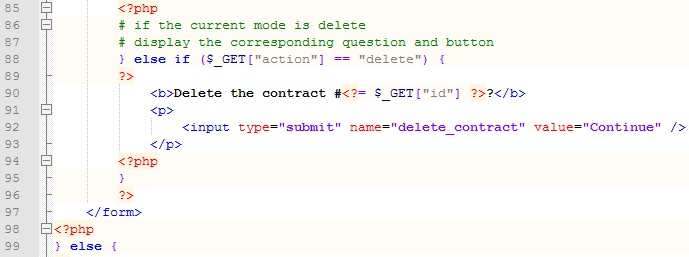 85 <?php
86 # if the current mode is delete
87 # display the corresponding question and button
88 } else if ($_GET["action"] == "delete") {
89 ?>
90 <b>Delete the contract #<?= $_GET["id"] ?>?</b>
91 <p>
92 <input type="submit" name="delete_contract" value="Continue" />
93 </p>
94 <?php
95 }
96 ?>
97 </form>
98 <?php
99 } else {